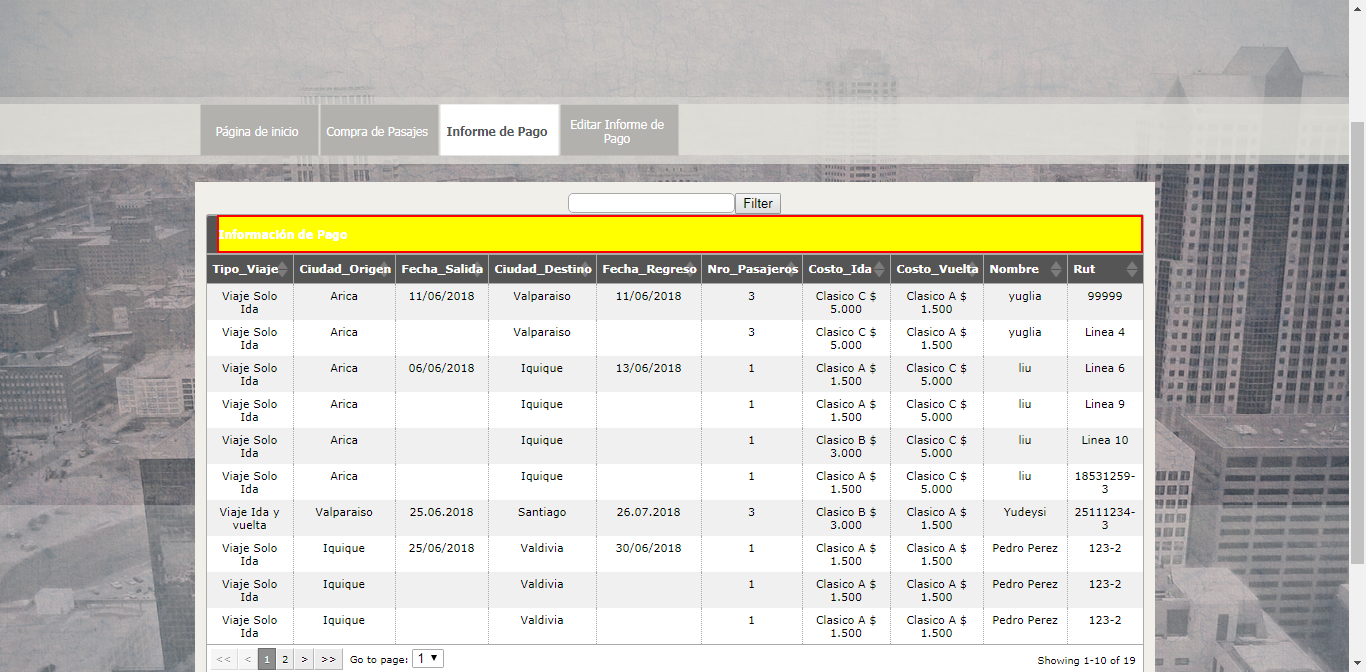 Página de inicio
Compra de Pasajes
Informe de Pago
Editar Informe de
Pago
Filter
Información de Pago
Tipo_Viaje Ciudad_Origen Fecha_Salida Ciudad_Destino Fecha_Regreso Nro_Pasajeros Costo_Ida Costo_Vuelta Nombre Rut
Viaje Solo Ida Arica 11/06/2018 Valparaiso 11/06/2018 3 Clasico C $ 5.000 Clasico A $ 1.500 yuglia 99999
Viaje Solo Ida Arica Valparaiso 3 Clasico C $ 5.000 Clasico A $ 1.500 yuglia Linea 4
Viaje Solo Ida Arica 06/06/2018 Iquique 13/06/2018 1 Clasico A $ 1.500 Clasico C $ 5.000 liu Linea 6
Viaje Solo Ida Arica Iquique 1 Clasico A $ 1.500 Clasico C $ 5.000 liu Linea 9
Viaje Solo Ida Arica Iquique 1 Clasico B $ 3.000 Clasico C $ 5.000 liu Linea 10
Viaje Solo Ida Arica Iquique 1 Clasico A $ 1.500 Clasico C $ 5.000 liu 18531259-3
Viaje Ida y vuelta Valparaiso 25.06.2018 Santiago 26.07.2018 3 Clasico B $ 3.000 Clasico A $ 1.500 Yudeysi 25111234-3
Viaje Solo Ida Iquique 25/06/2018 Valdivia 30/06/2018 1 Clasico A $ 1.500 Clasico A $ 1.500 Pedro Perez 123-2
Viaje Solo Ida Iquique Valdivia 1 Clasico A $ 1.500 Clasico A $ 1.500 Pedro Perez 123-2
Viaje Solo Ida Iquique Valdivia 1 Clasico A $ 1.500 Clasico A $ 1.500 Pedro Perez 123-2
<< < 1 2 > >> Go to page: 1 Showing 1-10 of 19